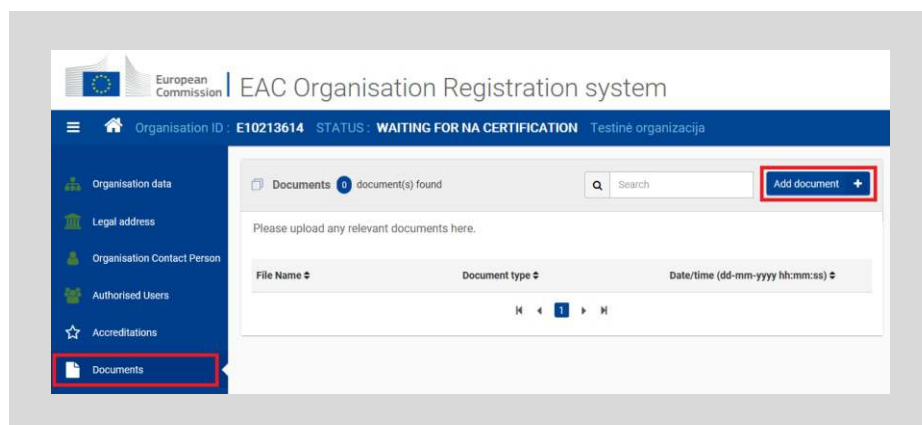 European
Commission
EAC Organisation Registration system
Organisation ID : E10213614 STATUS : WAITING FOR NA CERTIFICATION Testinė organizacija
Organisation data
Legal address
Organisation Contact Person
Authorised Users
Accreditations
Documents
Documents 0 document(s) found
Search
Add document +
Please upload any relevant documents here.
File Name Document type Date/time (dd-mm-yyyy hh:mm:ss)
1